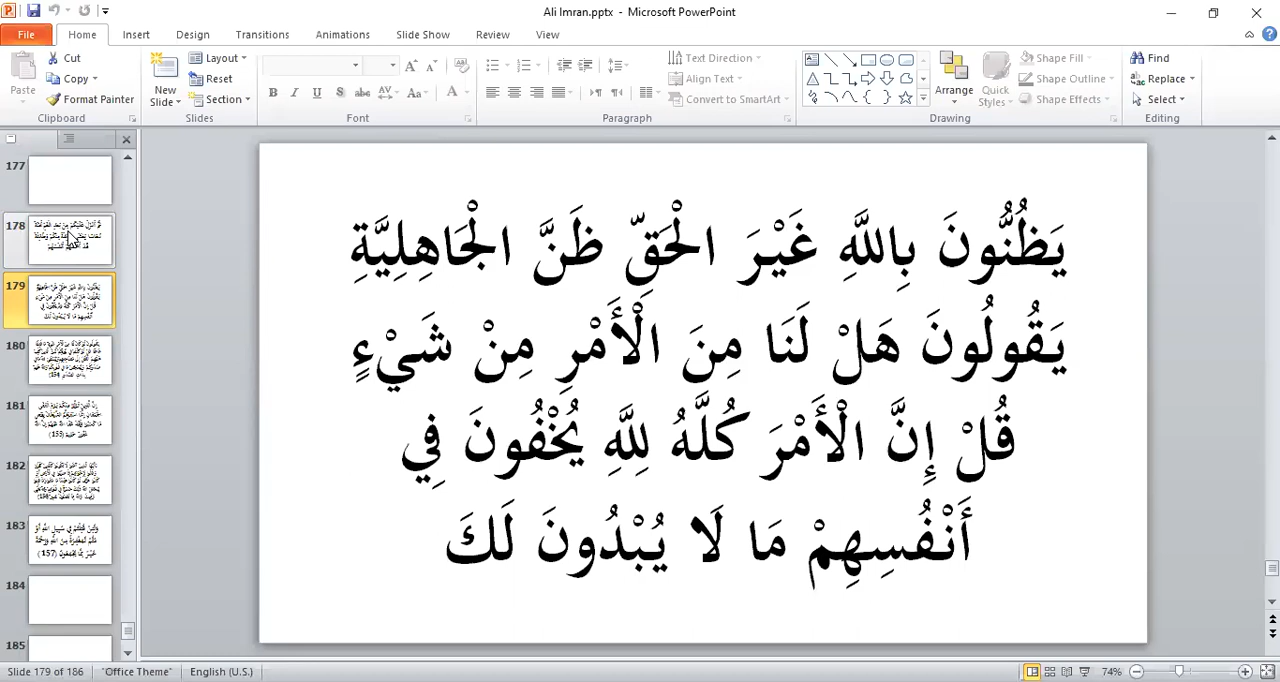 Ali Imran.pptx - Microsoft PowerPoint
File Home Insert Design Transitions Animations Slide Show Review View
Paste Cut Copy Format Painter Clipboard
New Slide Layout Reset Section Slides
Font
Text Direction Align Text Convert to SmartArt Paragraph
Arrange Quick Styles Shape Fill Shape Outline Shape Effects Drawing
Find Replace Select Editing
177
178
179
180
181
182
183
184
185
يَظُنُّونَ بِاللَّهِ غَيْرَ الْحَقِّ ظَنَّ الْجَاهِلِيَّةِ
يَقُولُونَ هَلْ لَنَا مِنَ الْأَمْرِ مِنْ شَيْءٍ
قُلْ إِنَّ الْأَمْرَ كُلَّهُ لِلَّهِ يُخْفُونَ فِي
أَنْفُسِهِمْ مَا لَا يُبْدُونَ لَكَ
Slide 179 of 186 "Office Theme" English (U.S.) 74%